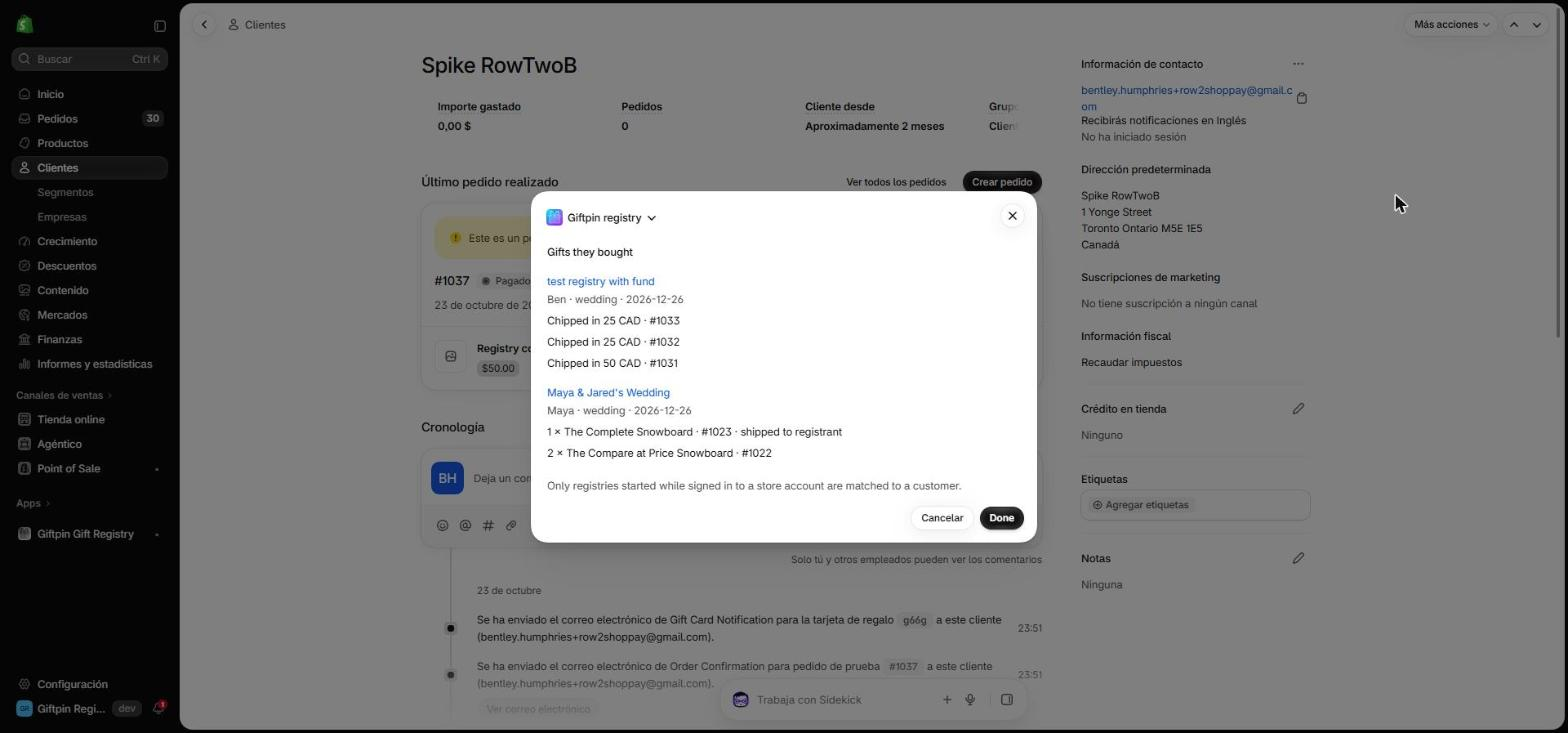 Buscar
Ctrl K
Inicio
Pedidos
30
Productos
Clientes
Segmentos
Empresas
Crecimiento
Descuentos
Contenido
Mercados
Finanzas
Informes y estadísticas
Canales de ventas
Tienda online
Agéntico
Point of Sale
Apps
Giftpin Gift Registry
Configuración
GR
Giftpin Regi...
dev
1
Clientes
Más acciones
Spike RowTwoB
Importe gastado
0,00 $
Pedidos
0
Cliente desde
Aproximadamente 2 meses
Último pedido realizado
Ver todos los pedidos
Crear pedido
#1037
Pagado
23 de octubre de 20
$50.00
Giftpin registry
Gifts they bought
test registry with fund
Ben · wedding · 2026-12-26
Chipped in 25 CAD · #1033
Chipped in 25 CAD · #1032
Chipped in 50 CAD · #1031
Maya & Jared's Wedding
Maya · wedding · 2026-12-26
1 × The Complete Snowboard · #1023 · shipped to registrant
2 × The Compare at Price Snowboard · #1022
Only registries started while signed in to a store account are matched to a customer.
Cancelar
Done
Cronología
BH
Deja un
Solo tú y otros empleados pueden ver los comentarios
23 de octubre
Se ha enviado el correo electrónico de Gift Card Notification para la tarjeta de regalo g66g a este cliente
(bentley.humphries+row2shoppay@gmail.com).
23:51
Se ha enviado el correo electrónico de Order Confirmation para pedido de prueba #1037 a este cliente
(bentley.humphries+row2shoppay@gmail.com).
23:51
Ver correo electrónico
Trabaja con Sidekick
Información de contacto
bentley.humphries+row2shoppay@gmail.c
om
Recibirás notificaciones en Inglés
No ha iniciado sesión
Dirección predeterminada
Spike RowTwoB
1 Yonge Street
Toronto Ontario M5E 1E5
Canadá
Suscripciones de marketing
No tiene suscripción a ningún canal
Información fiscal
Recaudar impuestos
Crédito en tienda
Ninguno
Etiquetas
Agregar etiquetas
Notas
Ninguna